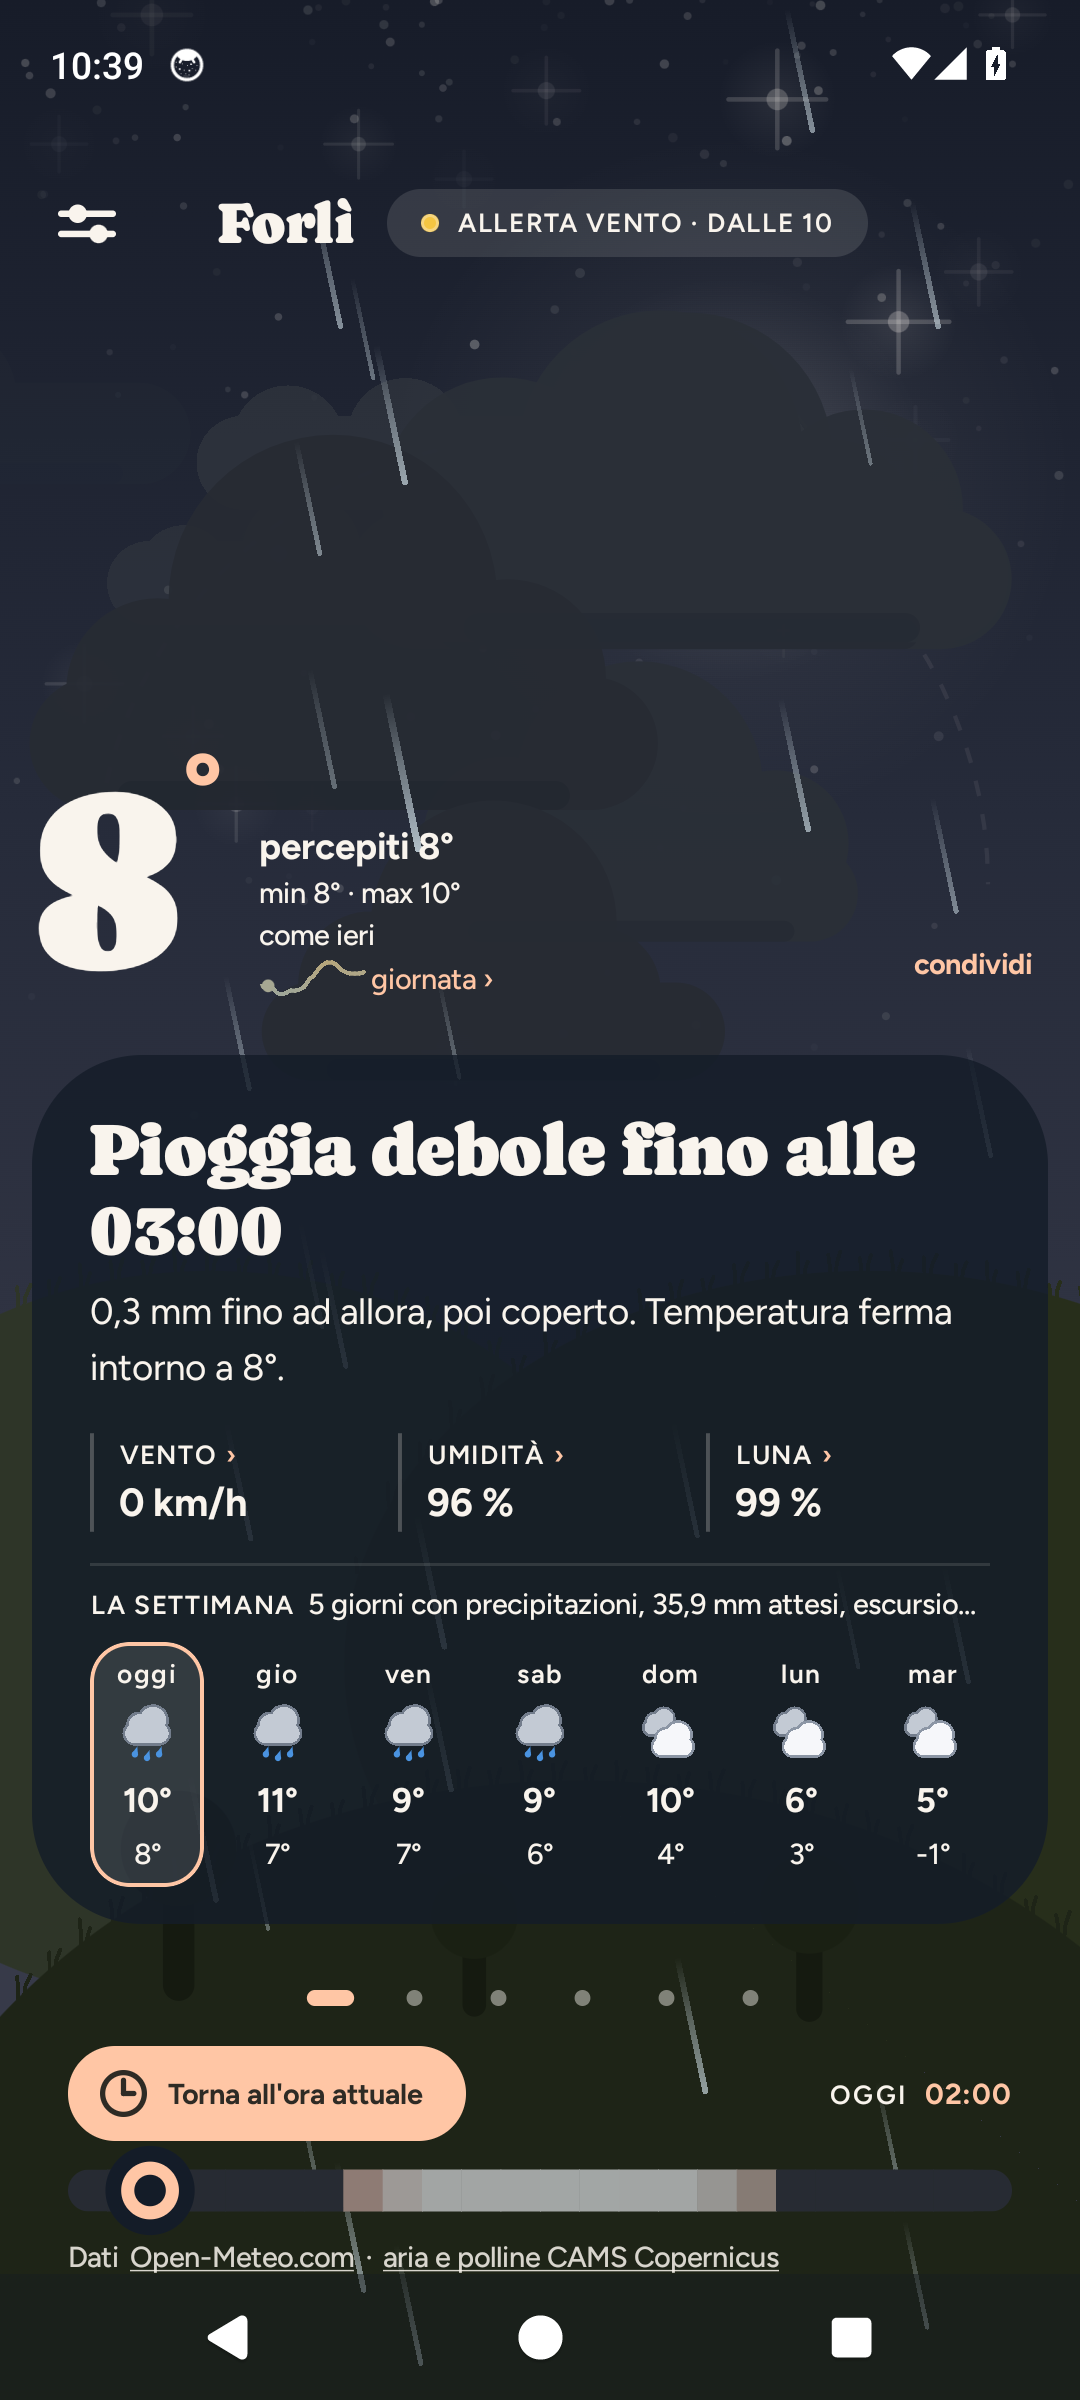 10:39
Forlì
ALLERTA VENTO · DALLE 10
8°
percepiti 8°
min 8° · max 10°
come ieri
giornata ›
condividi
Pioggia debole fino alle
03:00
0,3 mm fino ad allora, poi coperto. Temperatura ferma
intorno a 8°.
VENTO › UMIDITÀ › LUNA ›
0 km/h 96 % 99 %
LA SETTIMANA 5 giorni con precipitazioni, 35,9 mm attesi, escursio...
oggi gio ven sab dom lun mar
10° 11° 9° 9° 10° 6° 5°
8° 7° 7° 6° 4° 3° -1°
Torna all'ora attuale
OGGI 02:00
Dati Open-Meteo.com · aria e polline CAMS Copernicus